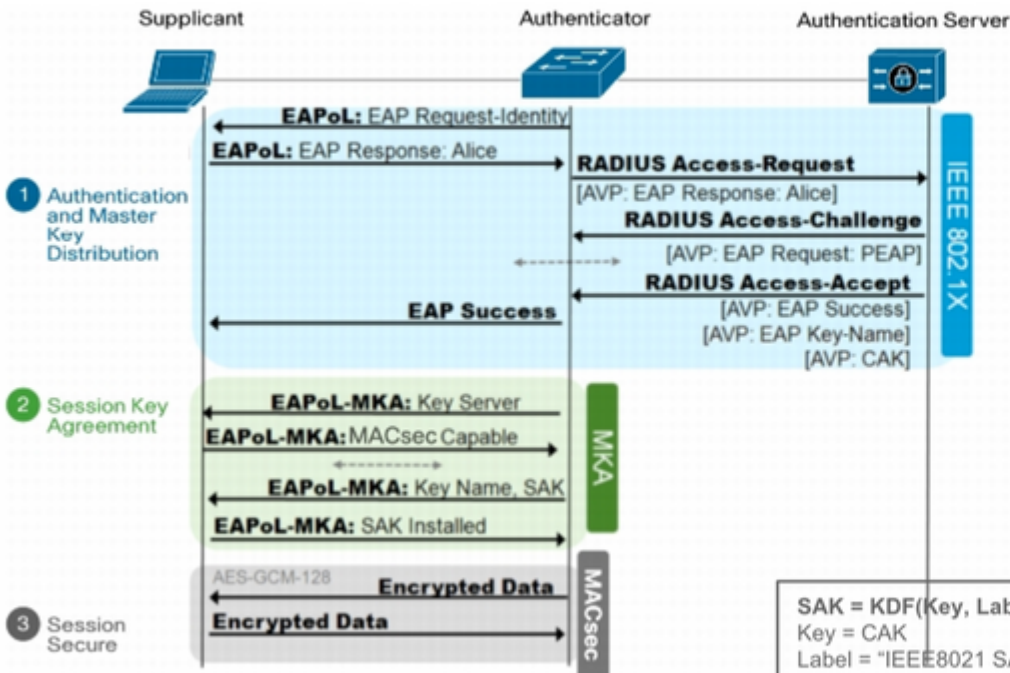 Supplicant
Authenticator
Authentication Server
EAPoL: EAP Request-Identity
EAPoL: EAP Response: Alice
RADIUS Access-Request
[AVP: EAP Response: Alice]
RADIUS Access-Challenge
[AVP: EAP Request: PEAP]
RADIUS Access-Accept
[AVP: EAP Success]
[AVP: EAP Key-Name]
[AVP: CAK]
EAP Success
1
Authentication
and Master
Key
Distribution
IEEE 802.1X
2
Session Key
Agreement
EAPoL-MKA: Key Server
EAPoL-MKA: MACsec Capable
EAPoL-MKA: Key Name, SAK
EAPoL-MKA: SAK Installed
MKA
3
Session
Secure
AES-GCM-128
Encrypted Data
Encrypted Data
MACsec
SAK = KDF(Key, Lab
Key = CAK
Label = "IEEE8021 SA